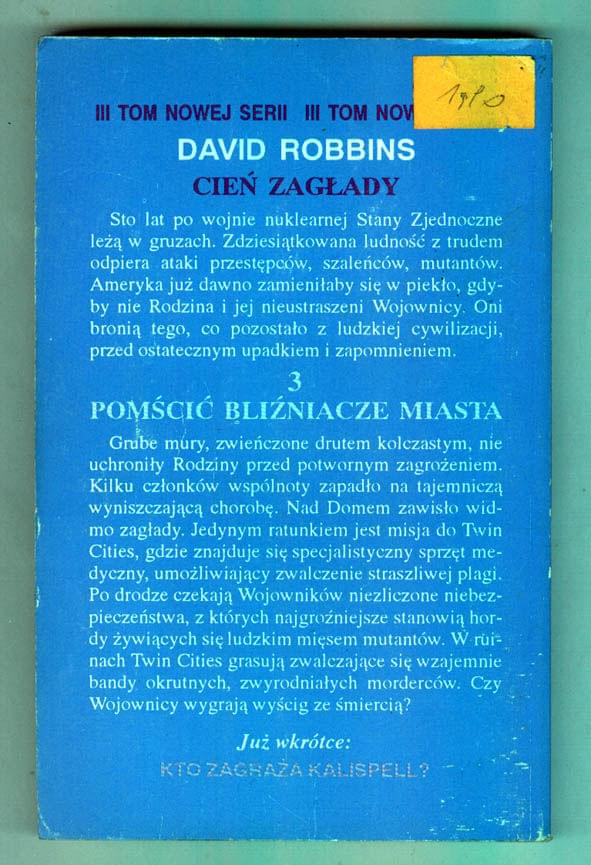 III TOM NOWEJ SERII III TOM NOW
DAVID ROBBINS
CIEŃ ZAGŁADY
Sto lat po wojnie nuklearnej Stany Zjednoczne
leżą w gruzach. Zdziesiątkowana ludność z trudem
odpiera ataki przestępców, szaleńców, mutantów.
Ameryka już dawno zamieniłaby się w piekło, gdy-
by nie Rodzina i jej nieustraszeni Wojownicy. Oni
bronią tego, co pozostało z ludzkiej cywilizacji,
przed ostatecznym upadkiem i zapomnieniem.
3
POMŚCIĆ BLIŹNIACZE MIASTA
Grube mury, zwieńczone drutem kolczastym, nie
uchroniły Rodziny przed potwornym zagrożeniem.
Kilku członków wspólnoty zapadło na tajemniczą
wyniszczającą chorobę. Nad Domem zawisło wid-
mo zagłady. Jedynym ratunkiem jest misja do Twin
Cities, gdzie znajduje się specjalistyczny sprzęt me-
dyczny, umożliwiający zwalczenie straszliwej plagi.
Po drodze czekają Wojowników niezliczone niebez-
pieczeństwa, z których najgroźniejsze stanowią hor-
dy żywiących się ludzkim mięsem mutantów. W rui-
nach Twin Cities grasują zwalczające się wzajemnie
bandy okrutnych, zwyrodniałych morderców. Czy
Wojownicy wygrają wyścig ze śmiercią?
Już wkrótce:
KTO ZAGRAŻA KALISPELL?